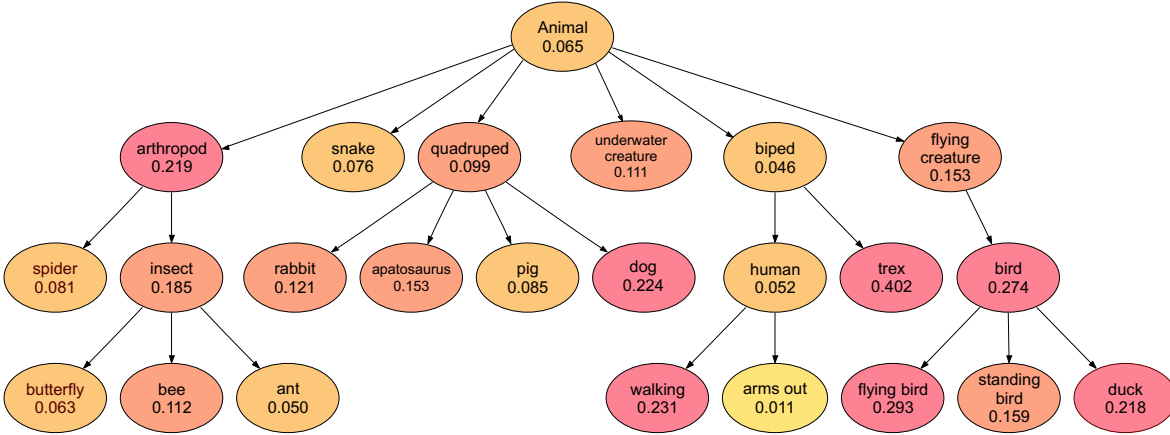 Animal
0.065
arthropod
0.219
snake
0.076
quadruped
0.099
underwater
creature
0.111
biped
0.046
flying
creature
0.153
spider
0.081
insect
0.185
rabbit
0.121
apatosaurus
0.153
pig
0.085
dog
0.224
human
0.052
trex
0.402
bird
0.274
butterfly
0.063
bee
0.112
ant
0.050
walking
0.231
arms out
0.011
flying bird
0.293
standing
bird
0.159
duck
0.218